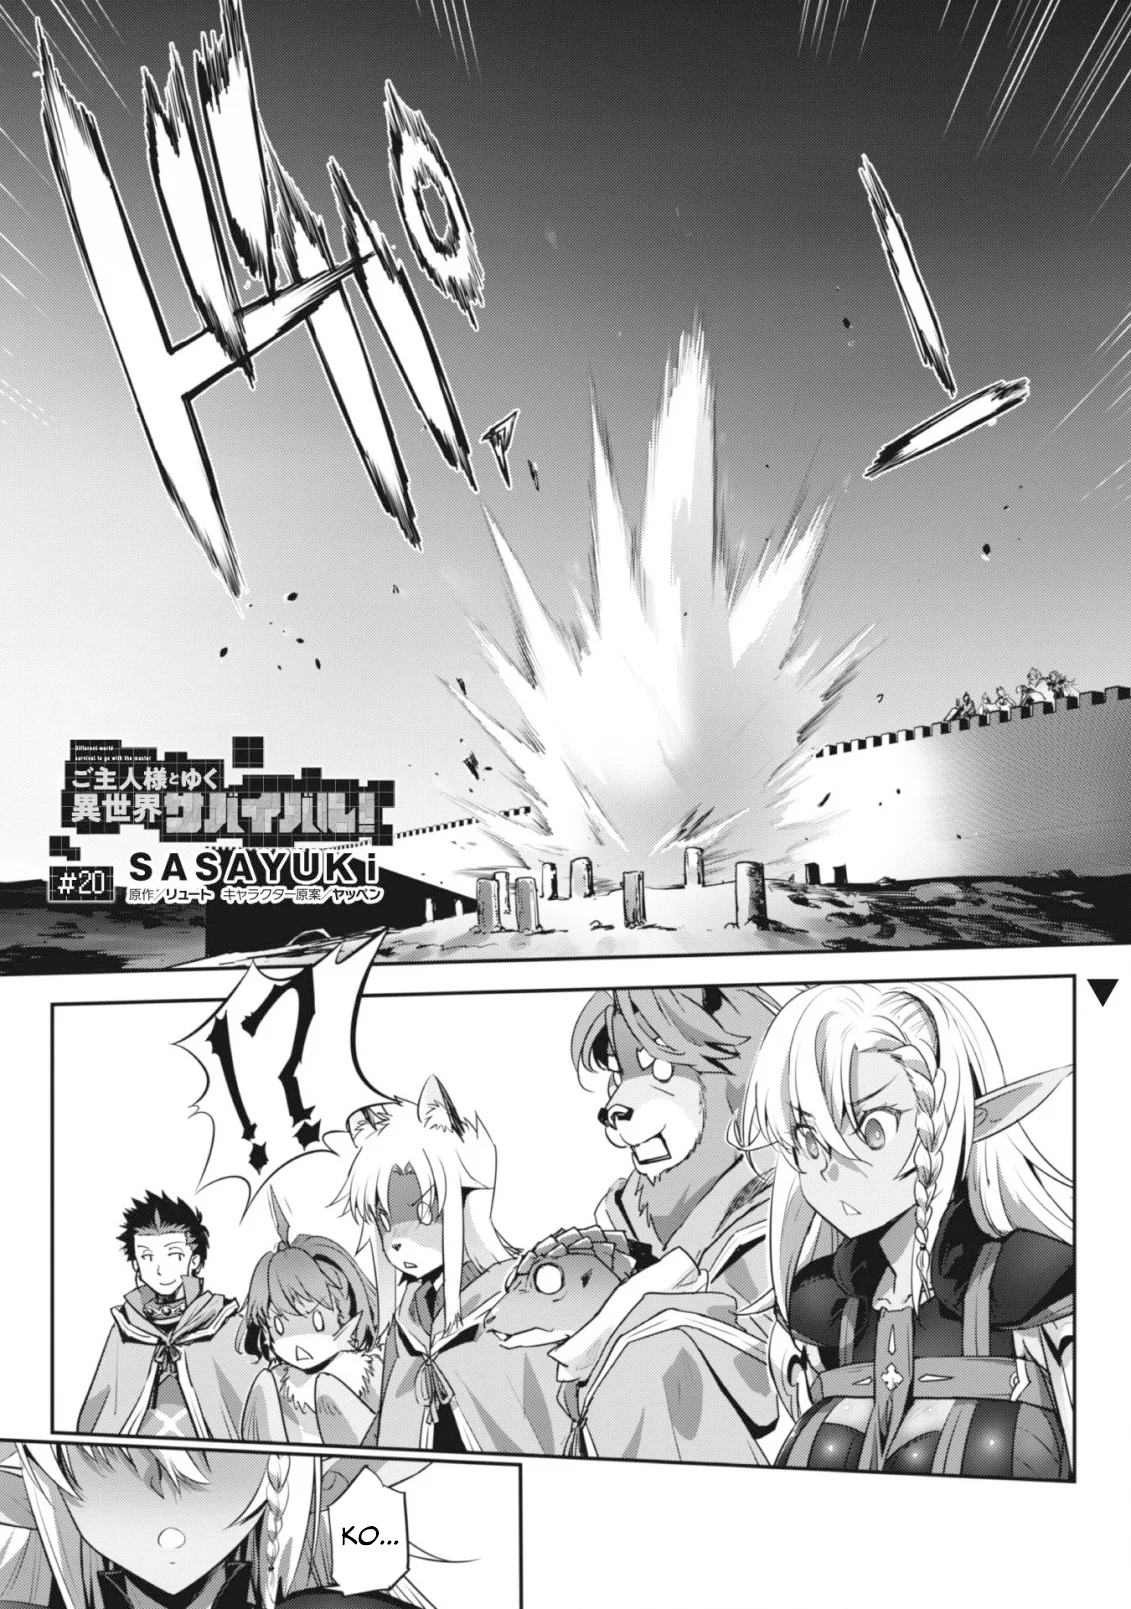 Different world
survival to go with the master
ご主人様とゆく
異世界サバイバル!
#20
SASAYUKi
原作/リュート キャラクター原案/ヤッペン
!?
KO...